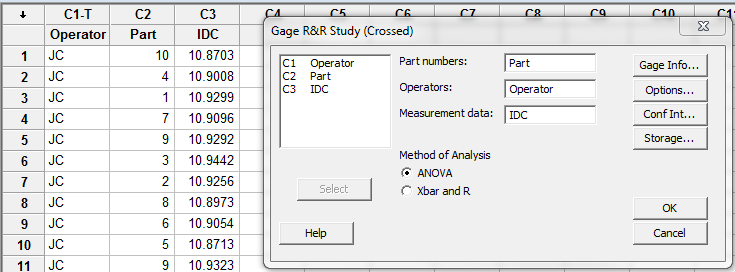 ↓ C1-T C2 C3 C4 C5 C6 C7 C8 C9 C10 C11
Operator Part IDC
1 JC 10 10.8703
2 JC 4 10.9008
3 JC 1 10.9299
4 JC 7 10.9096
5 JC 9 10.9292
6 JC 3 10.9442
7 JC 2 10.9256
8 JC 8 10.8973
9 JC 6 10.9054
10 JC 5 10.8713
11 JC 9 10.9323
Gage R&R Study (Crossed)
C1 Operator
C2 Part
C3 IDC
Part numbers: Part
Operators: Operator
Measurement data: IDC
Method of Analysis
ANOVA
Xbar and R
Select
Help
Gage Info...
Options...
Conf Int...
Storage...
OK
Cancel